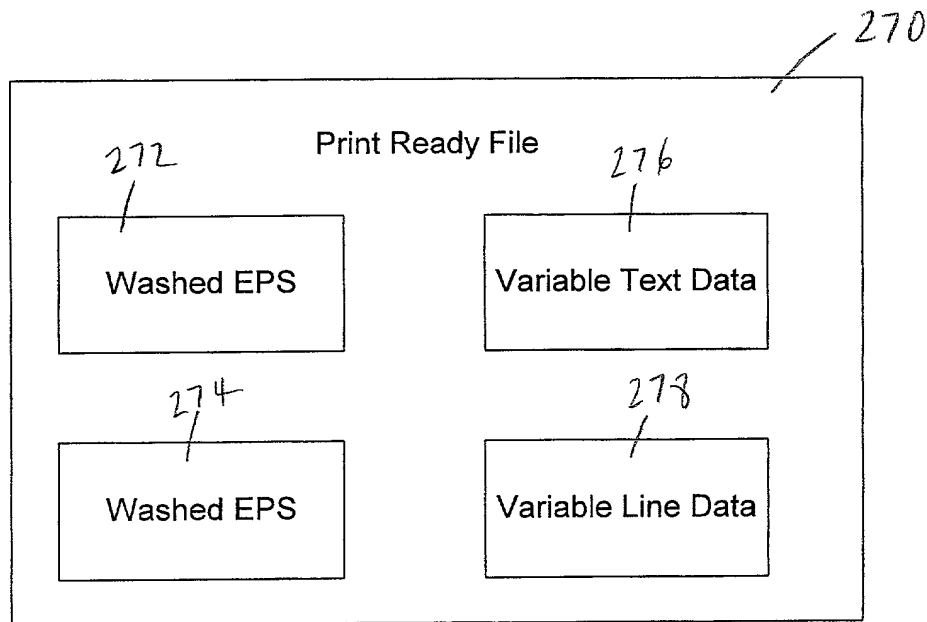 270
Print Ready File
272
276
Washed EPS
Variable Text Data
274
278
Washed EPS
Variable Line Data